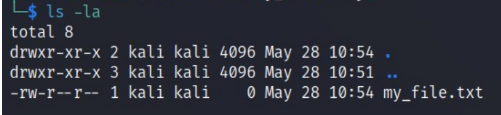 └─$ ls -la
total 8
drwxr-xr-x 2 kali kali 4096 May 28 10:54 .
drwxr-xr-x 3 kali kali 4096 May 28 10:51 ..
-rw-r--r-- 1 kali kali    0 May 28 10:54 my_file.txt